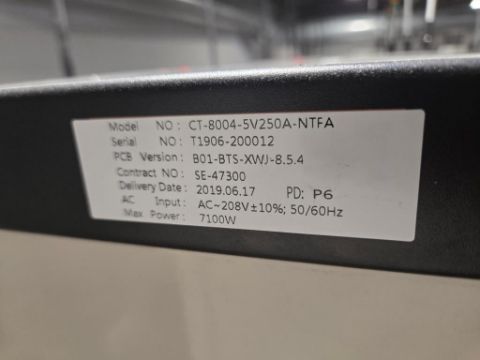 Model NO: CT-8004-5V250A-NTFA
Serial NO: T1906-200012
PCB Version: B01-BTS-XWJ-8.5.4
Contract NO: SE-47300
Delivery Date: 2019.06.17 PD: P6
AC Input: AC~208V±10%; 50/60Hz
Max Power: 7100W